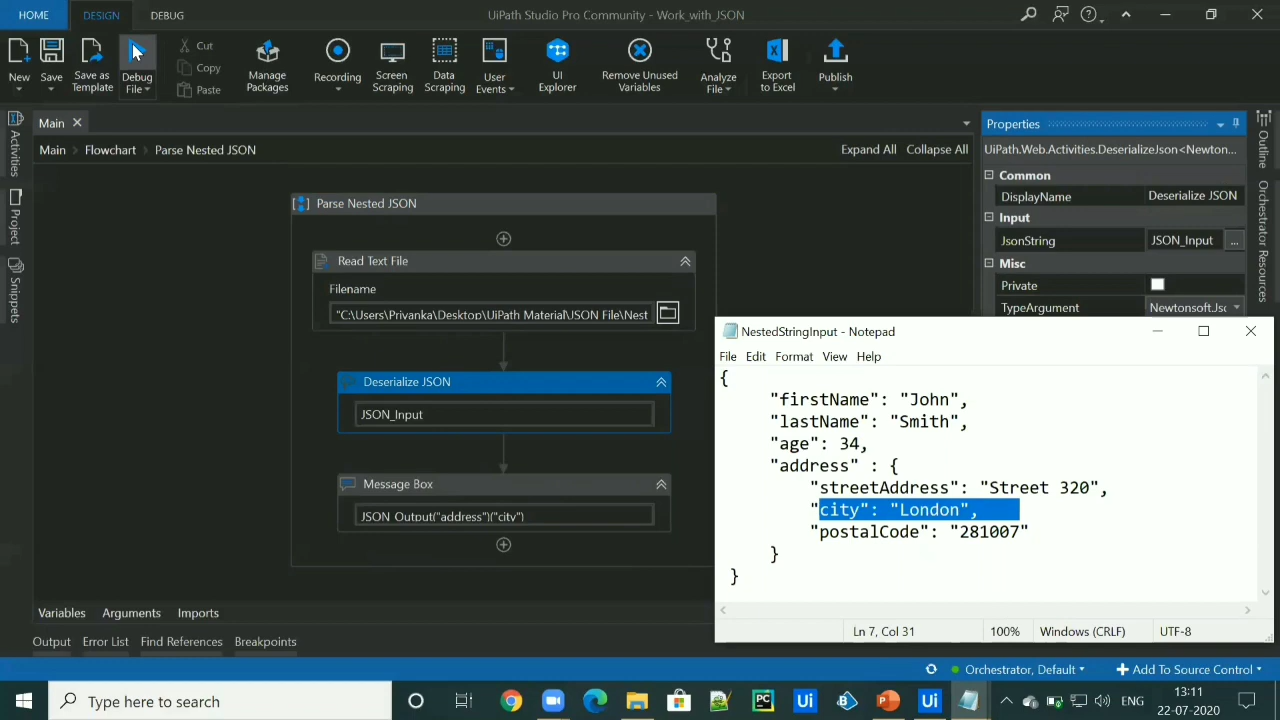 HOME
DESIGN
DEBUG
UiPath Studio Pro Community - Work_with_JSON
New
Save
Save as Template
Debug File
Cut
Copy
Paste
Manage Packages
Recording
Screen Scraping
Data Scraping
User Events
UI Explorer
Remove Unused Variables
Analyze File
Export to Excel
Publish
Main
Main > Flowchart > Parse Nested JSON
Expand All Collapse All
Activities
Project
Snippets
Parse Nested JSON
Read Text File
Filename
"C:\Users\Privanka\Desktop\UiPath Material\JSON File\Nest
Deserialize JSON
JSON_Input
Message Box
JSON_Output("address")("city")
Properties
UiPath.Web.Activities.DeserializeJson<Newton...
Common
DisplayName Deserialize JSON
Input
JsonString JSON_Input ...
Misc
Private
TypeArgument Newtonsoft.Jsc
Outline
Orchestrator Resources
NestedStringInput - Notepad
File Edit Format View Help
{
"firstName": "John",
"lastName": "Smith",
"age": 34,
"address" : {
"streetAddress": "Street 320",
"city": "London",
"postalCode": "281007"
}
}
Ln 7, Col 31 100% Windows (CRLF) UTF-8
Variables Arguments Imports
Output Error List Find References Breakpoints
Orchestrator, Default
Add To Source Control
Type here to search
PC
Ui
Ui
ENG
13:11
22-07-2020